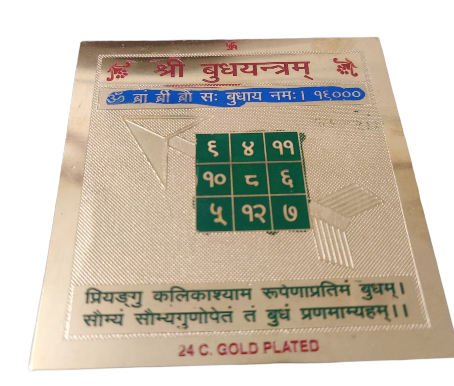 श्री बुधयन्त्रम्
ॐ ब्रां ब्रीं ब्रौं सः बुधाय नमः। १६०००
९ ४ ११
१० ८ ६
५ १२ ७
प्रियङ्गु कलिकाश्याम रूपेणाप्रतिमं बुधम्।
सौम्यं सौम्यगुणोपेतं तं बुधं प्रणमाम्यहम्।।
24 C. GOLD PLATED